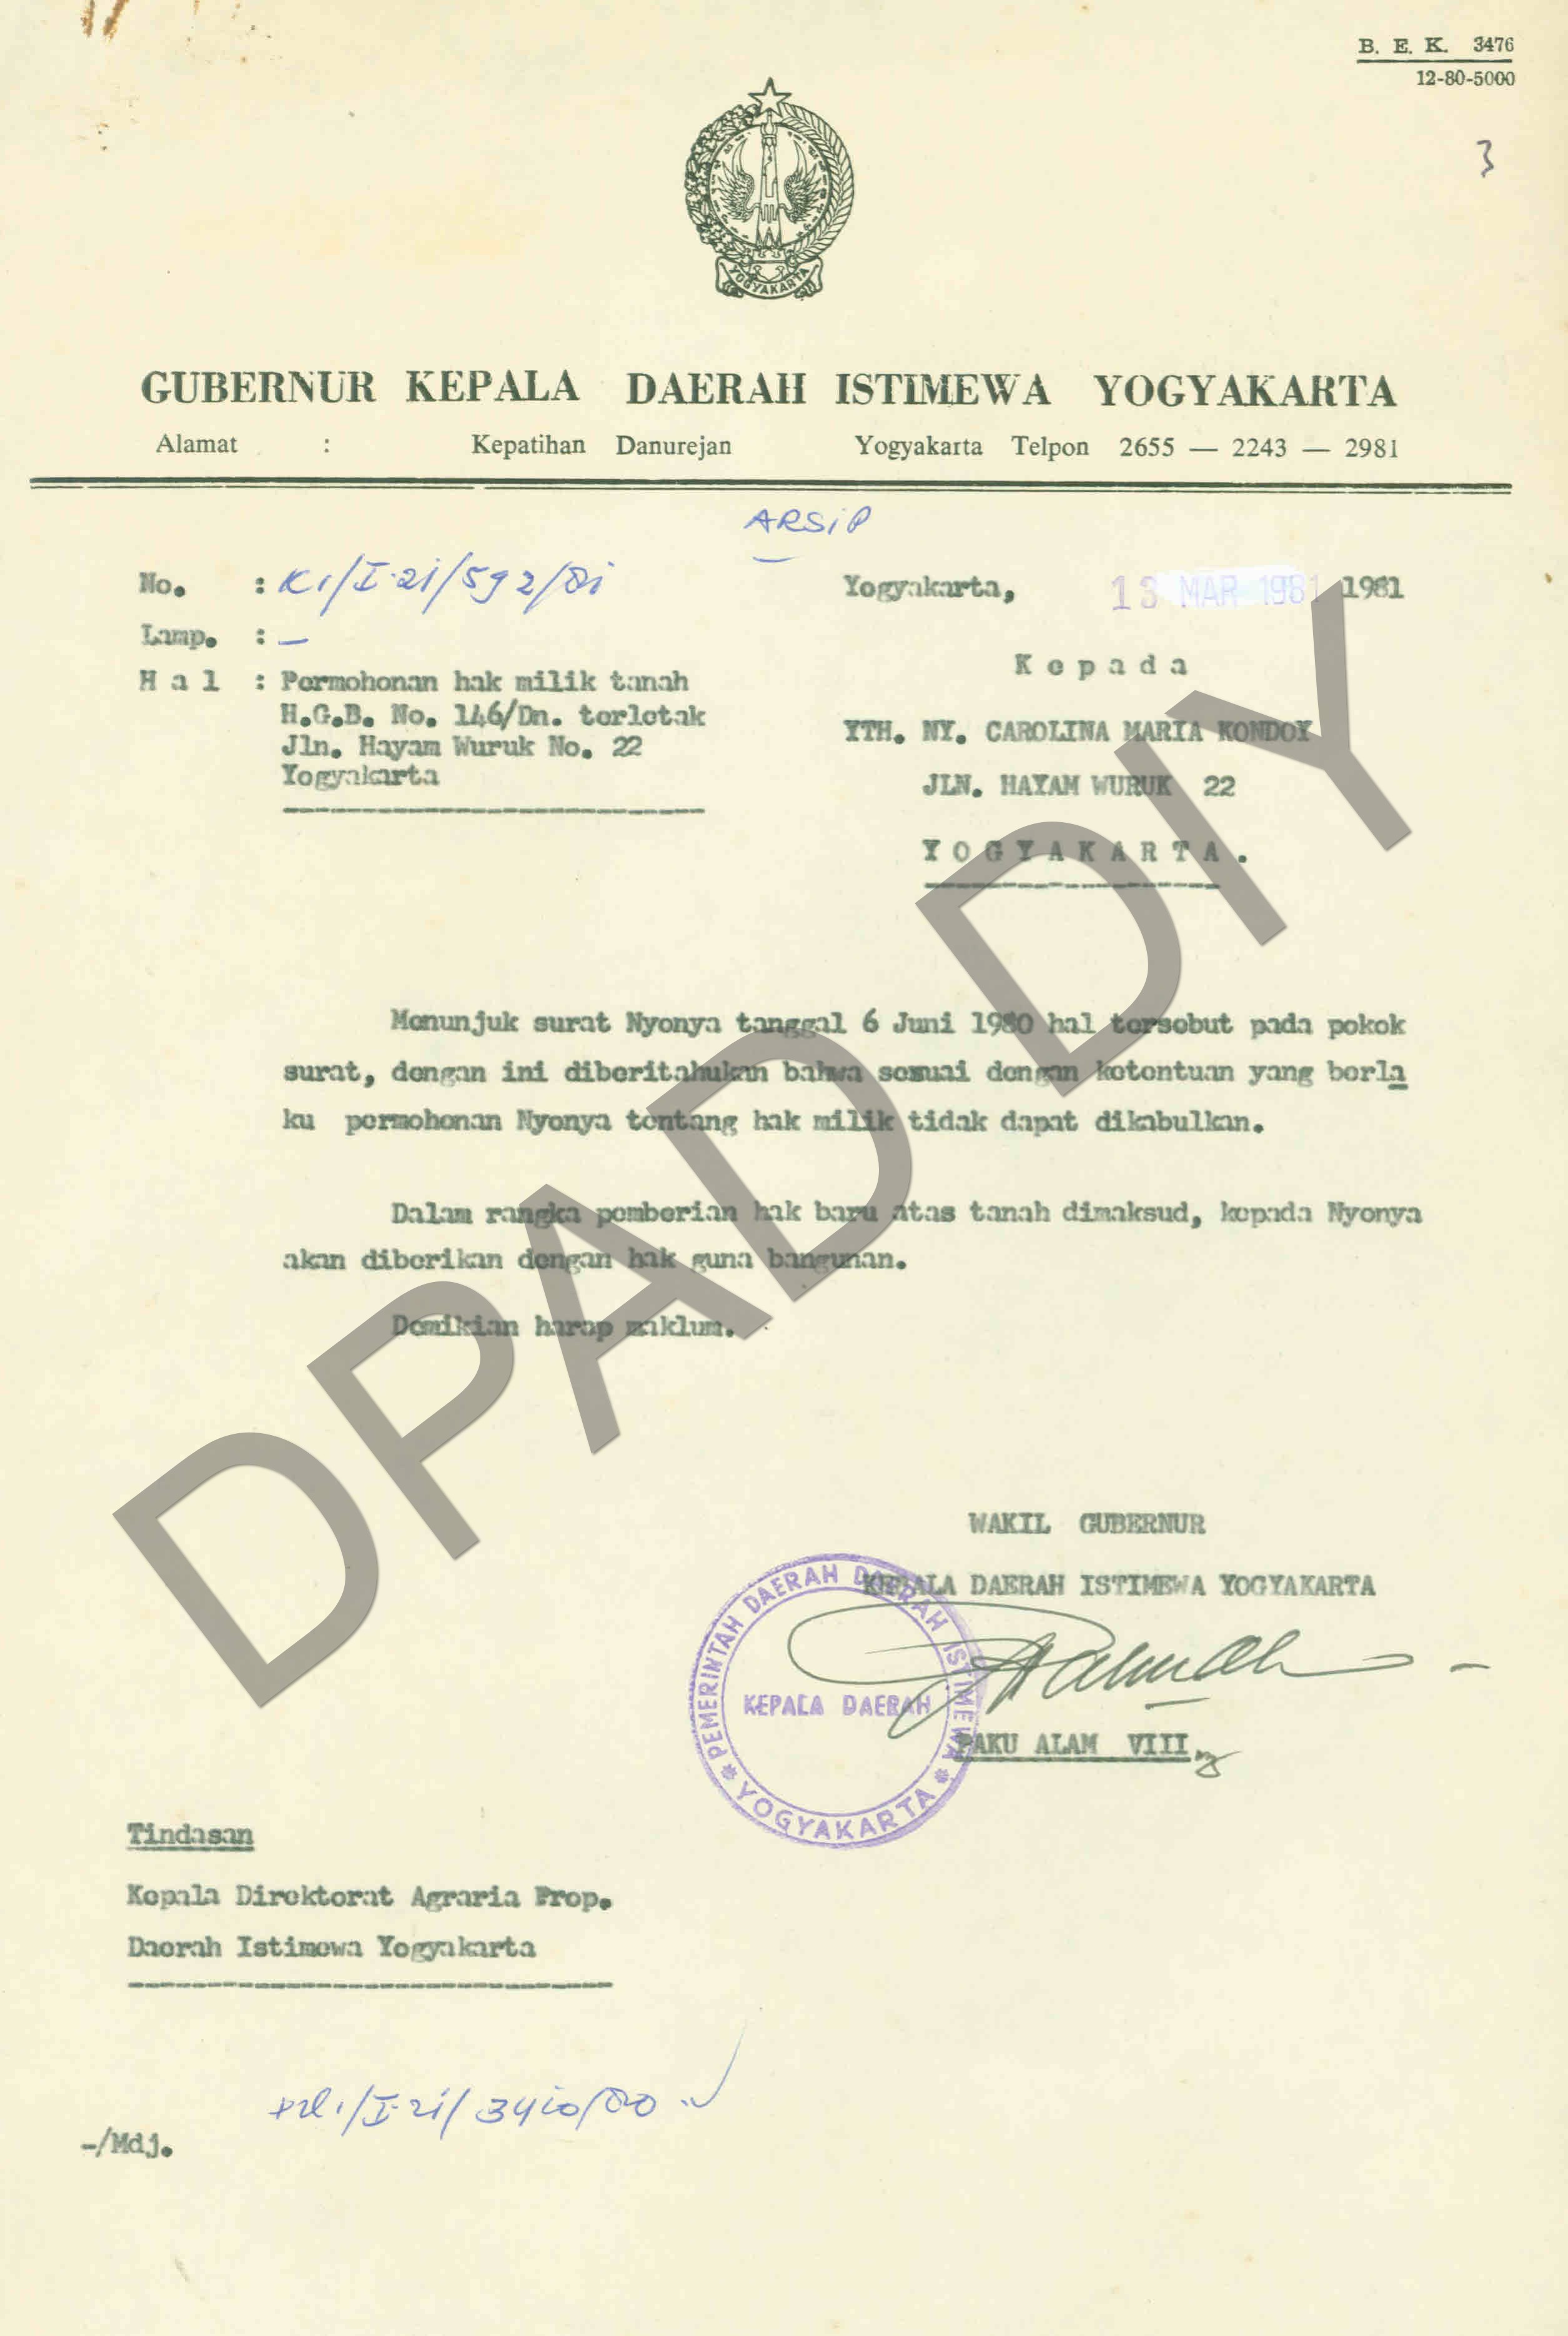 B. E. K. 3476
12-80-5000
3
YOGYAKARTA
GUBERNUR KEPALA DAERAH ISTIMEWA YOGYAKARTA
Alamat : Kepatihan Danurejan Yogyakarta Telpon 2655 — 2243 — 2981
ARSIP
No. : K1/I.21/592/81
Yogyakarta, 13 MAR 1981 1981
Lamp. : —
H a l : Permohonan hak milik tanah
H.G.B. No. 146/Dn. terletak
Jln. Hayam Wuruk No. 22
Yogyakarta
K e p a d a
YTH. NY. CAROLINA MARIA KONDOY
JLN. HAYAM WURUK 22
Y O G Y A K A R T A .
Menunjuk surat Nyonya tanggal 6 Juni 1980 hal tersebut pada pokok
surat, dengan ini diberitahukan bahwa sesuai dengan ketentuan yang berla
ku permohonan Nyonya tentang hak milik tidak dapat dikabulkan.
Dalam rangka pemberian hak baru atas tanah dimaksud, kepada Nyonya
akan diberikan dengan hak guna bangunan.
Demikian harap maklum.
WAKIL GUBERNUR
KEPALA DAERAH ISTIMEWA YOGYAKARTA
PEMERINTAH DAERAH DAERAH ISTIMEWA
KEPALA DAERAH
* YOGYAKARTA *
PAKU ALAM VIII
Tindasan
Kepala Direktorat Agraria Prop.
Daerah Istimewa Yogyakarta
/I.21/3410/80
-/Mdj.
DPAD DIY